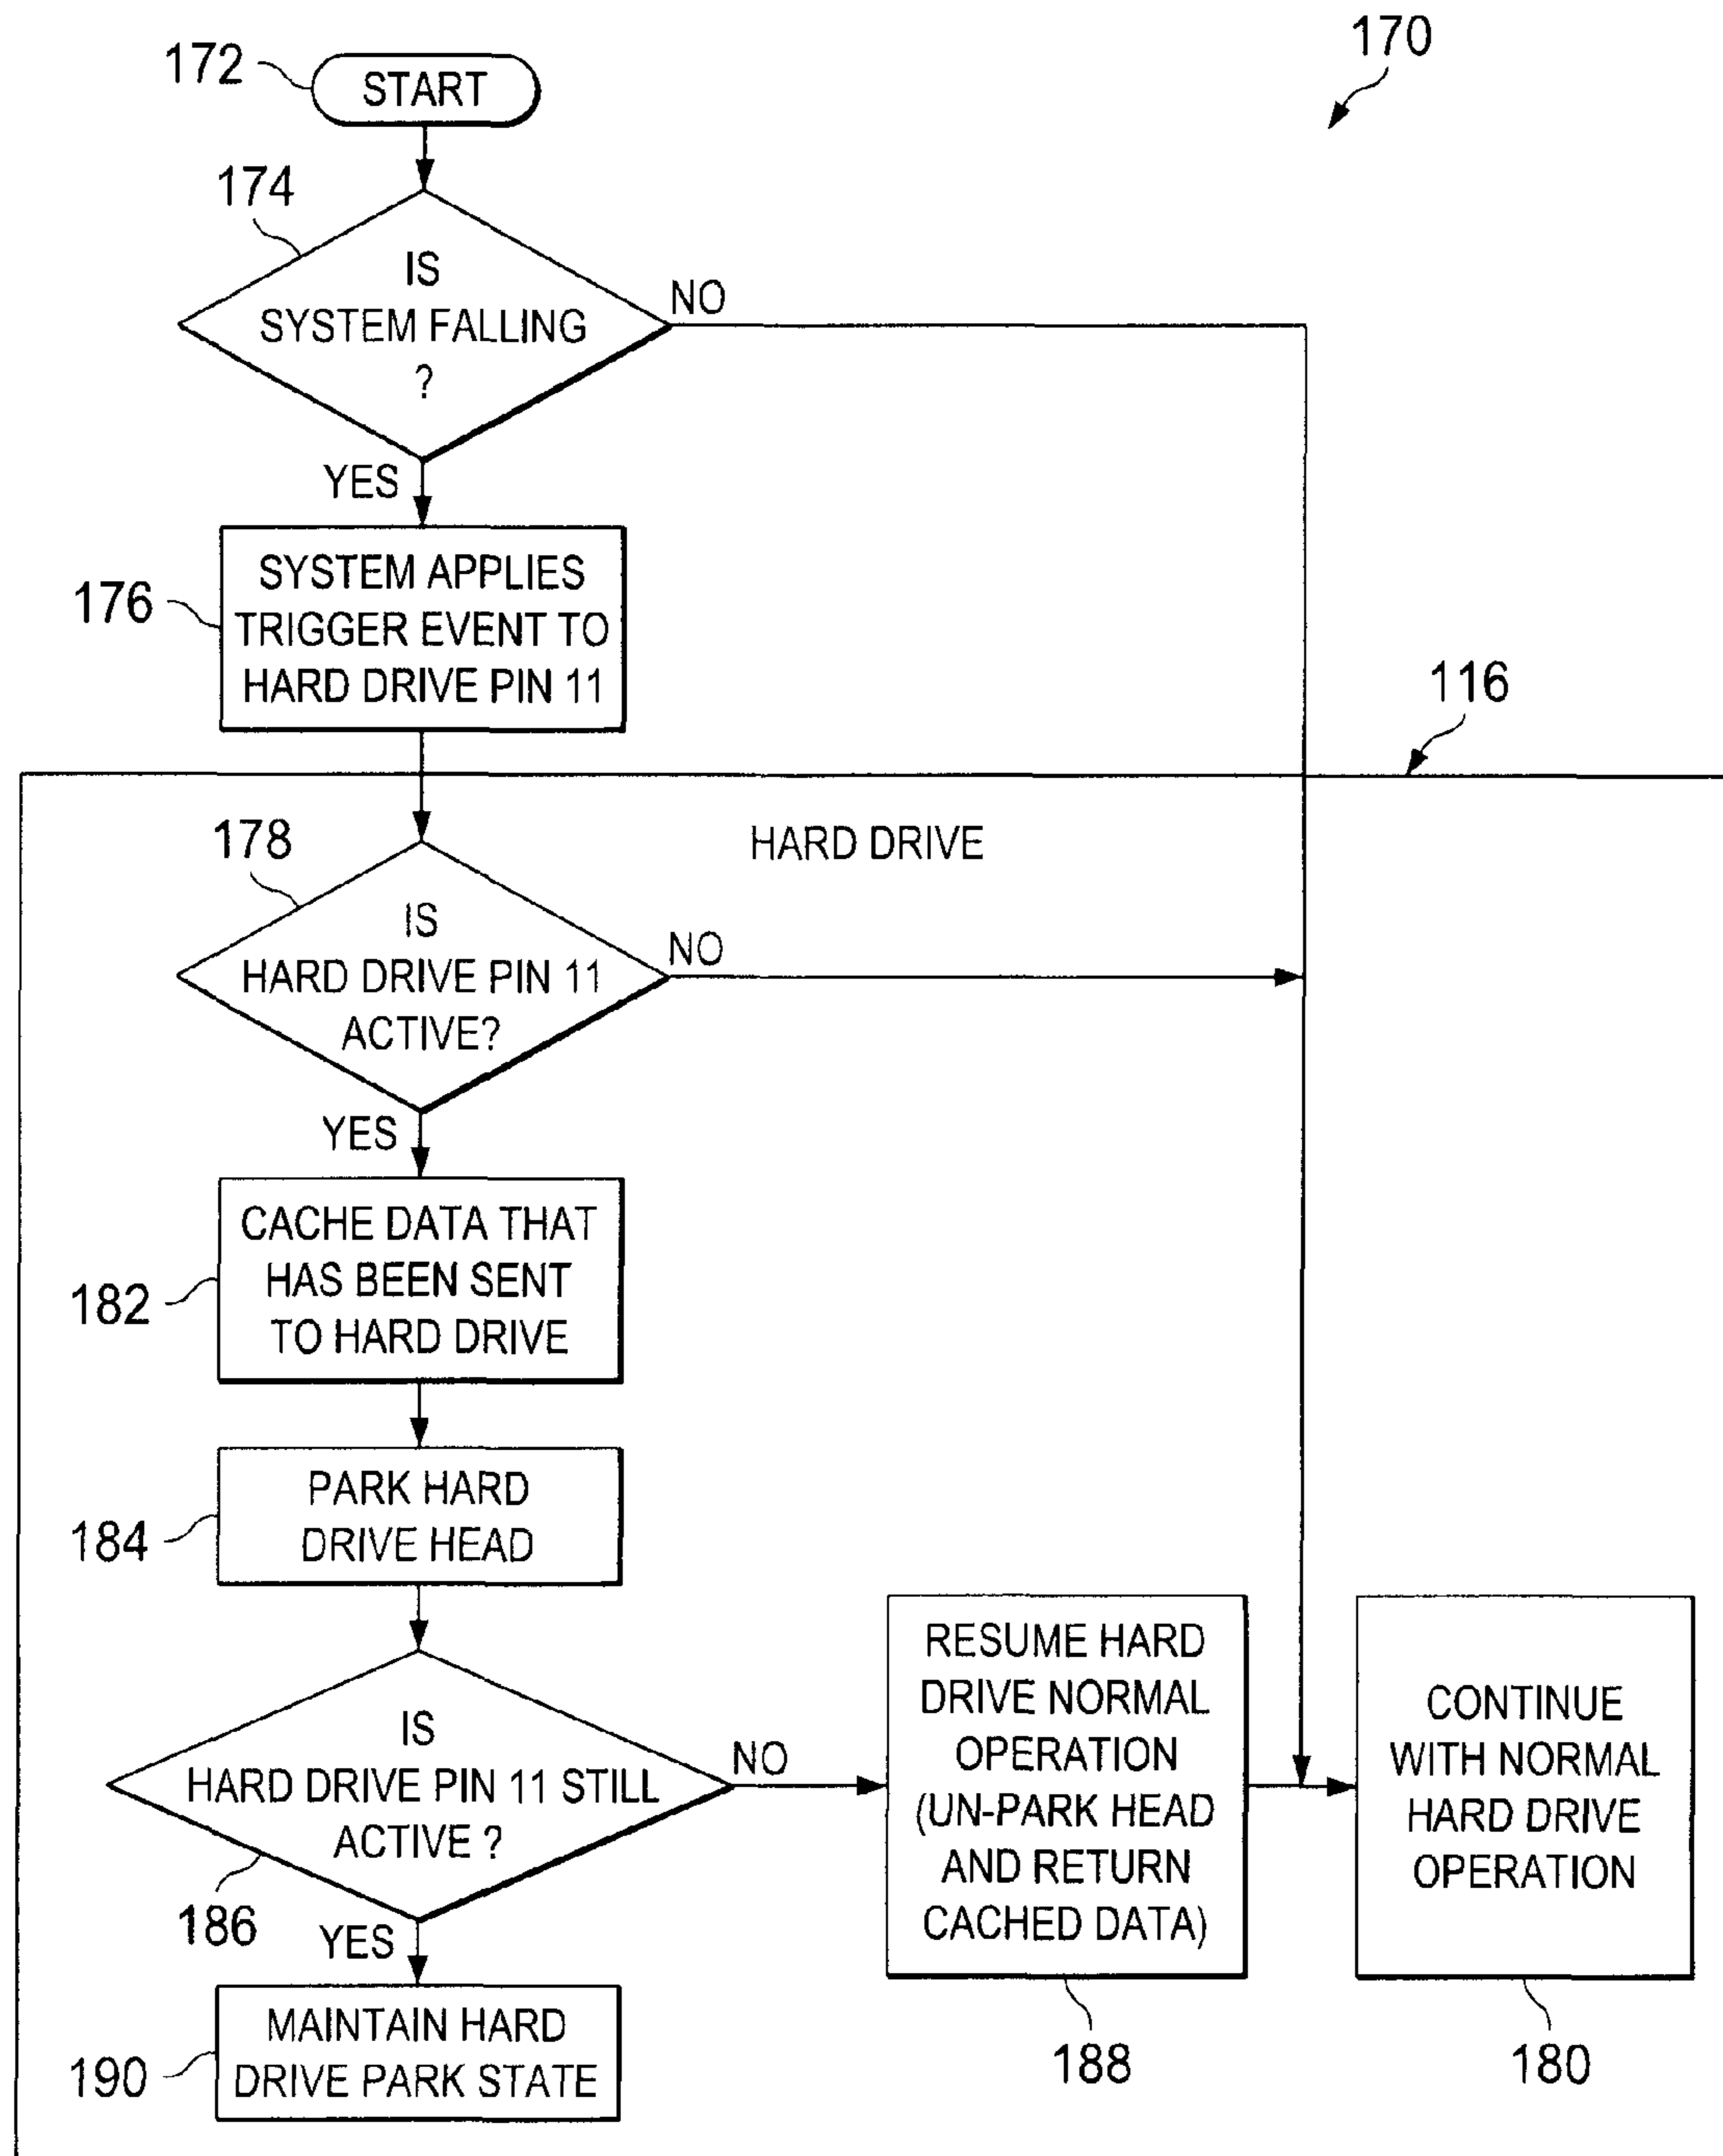 170
172
START
174
IS
SYSTEM FALLING
?
NO
YES
176
SYSTEM APPLIES
TRIGGER EVENT TO
HARD DRIVE PIN 11
116
HARD DRIVE
178
IS
HARD DRIVE PIN 11
ACTIVE?
NO
YES
182
CACHE DATA THAT
HAS BEEN SENT
TO HARD DRIVE
184
PARK HARD
DRIVE HEAD
IS
HARD DRIVE PIN 11 STILL
ACTIVE ?
186
NO
YES
RESUME HARD
DRIVE NORMAL
OPERATION
(UN-PARK HEAD
AND RETURN
CACHED DATA)
188
CONTINUE
WITH NORMAL
HARD DRIVE
OPERATION
180
190
MAINTAIN HARD
DRIVE PARK STATE